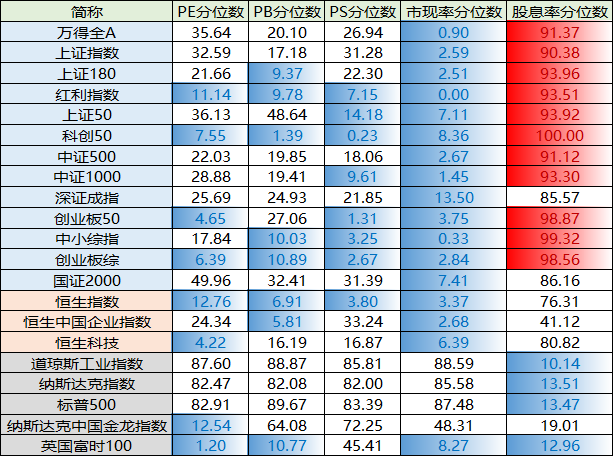 简称 PE分位数 PB分位数 PS分位数 市现率分位数 股息率分位数
万得全A 35.64 20.10 26.94 0.90 91.37
上证指数 32.59 17.18 31.28 2.59 90.38
上证180 21.66 9.37 22.30 2.51 93.96
红利指数 11.14 9.78 7.15 0.00 93.51
上证50 36.13 48.64 14.18 7.11 93.92
科创50 7.55 1.39 0.23 8.36 100.00
中证500 22.03 19.85 18.06 2.67 91.12
中证1000 28.88 19.41 9.61 1.45 93.30
深证成指 25.69 24.93 21.85 13.50 85.57
创业板50 4.65 27.06 1.31 3.75 98.87
中小综指 17.84 10.03 3.25 0.33 99.32
创业板综 6.39 10.89 2.67 2.84 98.56
国证2000 49.96 32.41 31.39 7.41 86.16
恒生指数 12.76 6.91 3.80 3.37 76.31
恒生中国企业指数 24.34 5.81 33.24 2.68 41.12
恒生科技 4.22 16.19 16.87 6.39 80.82
道琼斯工业指数 87.60 88.87 85.81 88.59 10.14
纳斯达克指数 82.47 82.08 82.00 85.58 13.51
标普500 82.91 89.67 83.39 87.48 13.47
纳斯达克中国金龙指数 12.54 64.08 72.25 48.31 19.01
英国富时100 1.20 10.77 45.41 8.27 12.96